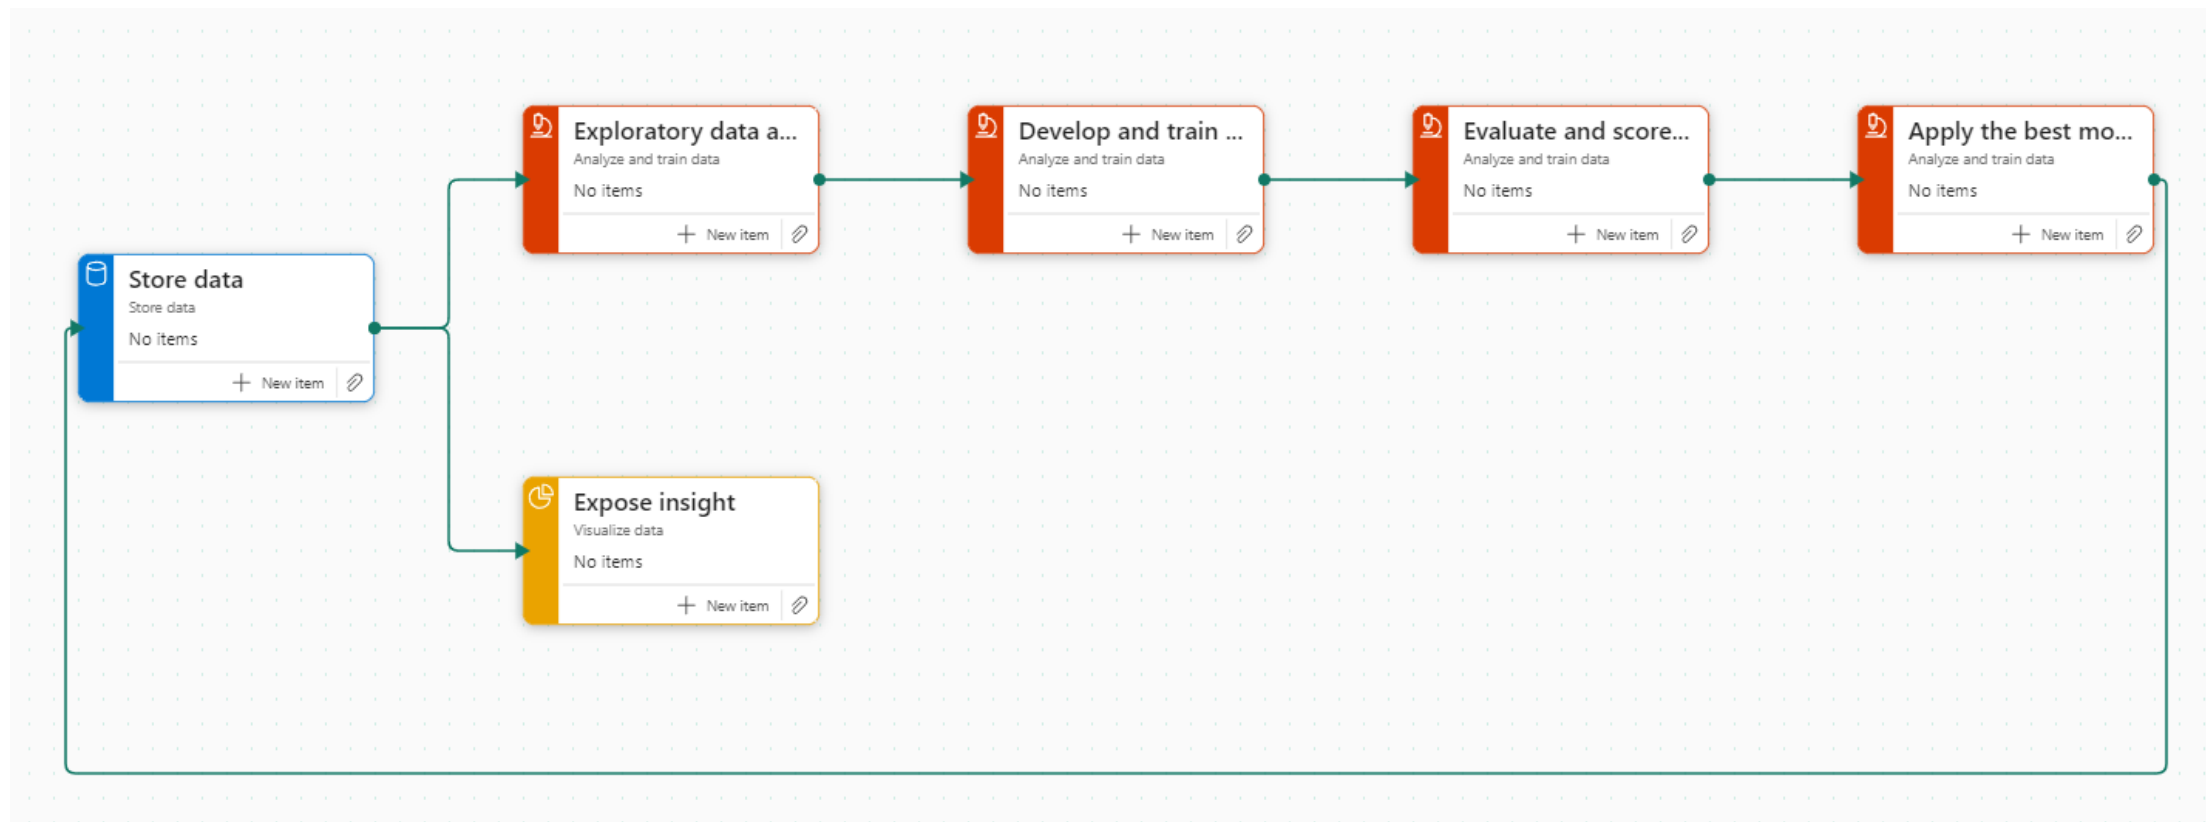 Exploratory data a...
Analyze and train data
No items
New item
Develop and train ...
Analyze and train data
No items
New item
Evaluate and score...
Analyze and train data
No items
New item
Apply the best mo...
Analyze and train data
No items
New item
Store data
Store data
No items
New item
Expose insight
Visualize data
No items
New item